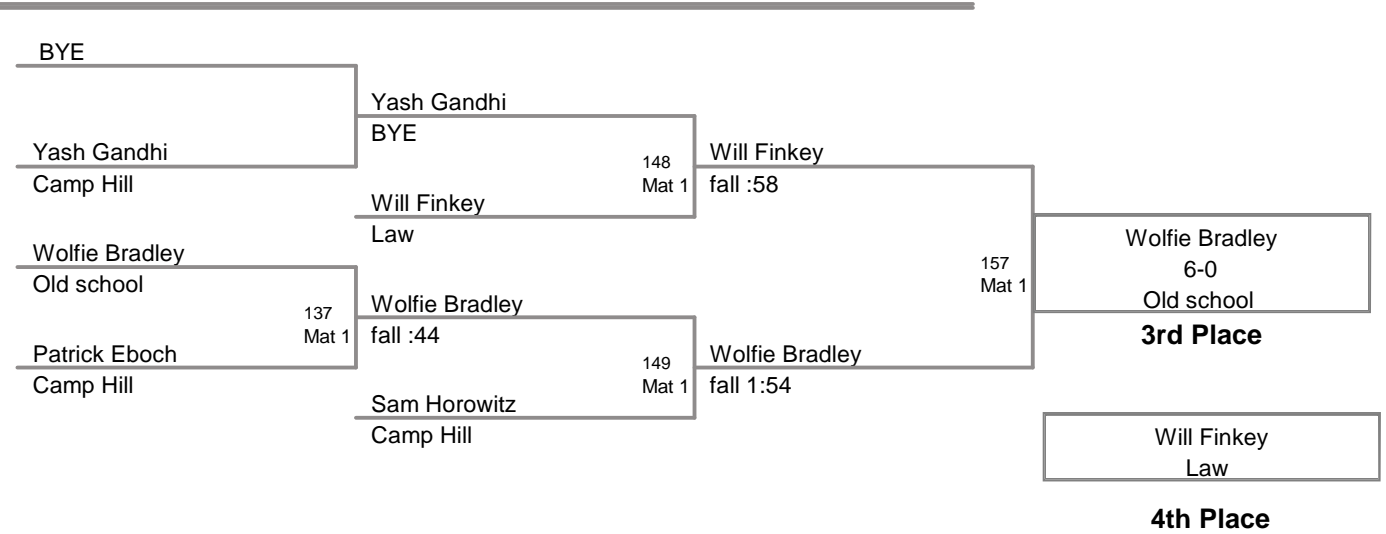 BYE
Yash Gandhi
BYE
Yash Gandhi
Camp Hill
148
Mat 1
Will Finkey
fall :58
Will Finkey
Law
Wolfie Bradley
Old school
157
Mat 1
Wolfie Bradley
6-0
Old school
3rd Place
137
Mat 1
Wolfie Bradley
fall :44
Patrick Eboch
Camp Hill
149
Mat 1
Wolfie Bradley
fall 1:54
Sam Horowitz
Camp Hill
Will Finkey
Law
4th Place